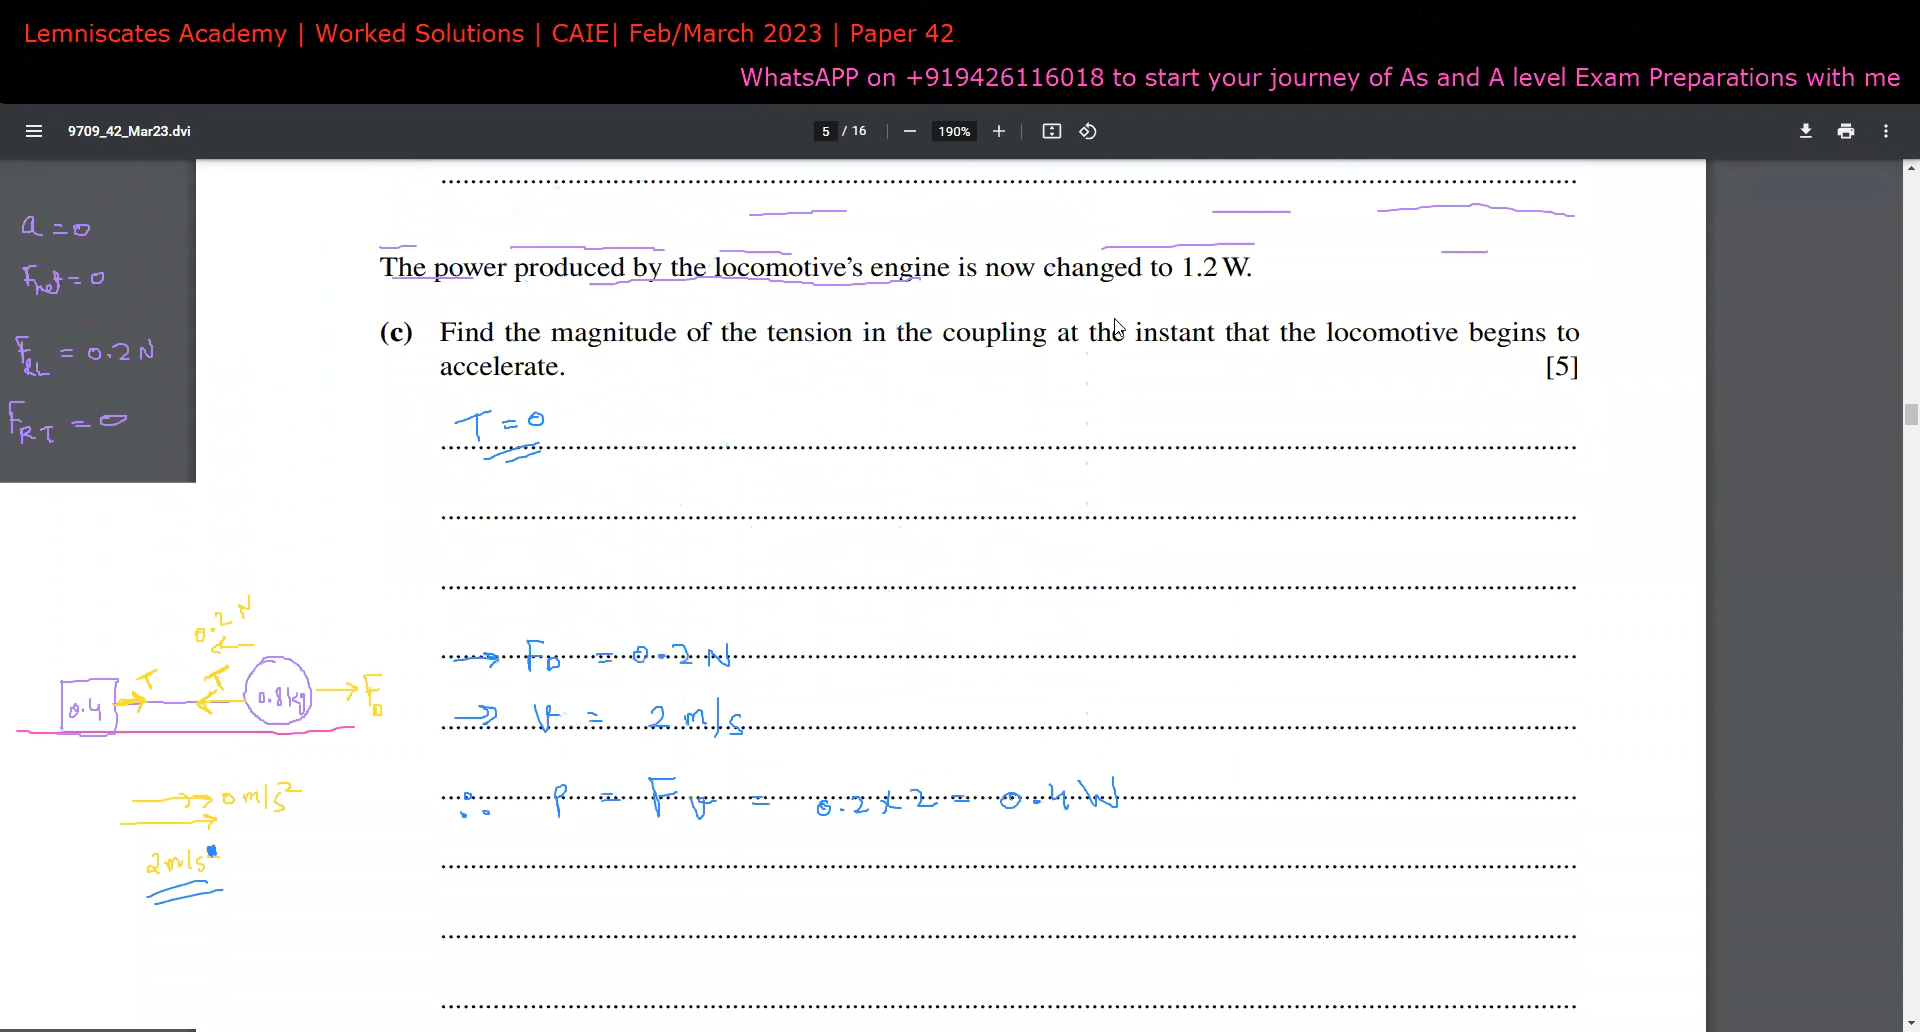 Lemniscates Academy | Worked Solutions | CAIE| Feb/March 2023 | Paper 42
WhatsAPP on +919426116018 to start your journey of As and A level Exam Preparations with me
9709_42_Mar23.dvi
5 / 16
190%
a = 0
Fnet = 0
FRL = 0.2 N
FRT = 0
The power produced by the locomotive's engine is now changed to 1.2 W.
(c) Find the magnitude of the tension in the coupling at the instant that the locomotive begins to
accelerate. [5]
T = 0
0.2 N
T
T
FD
0.4
0.8 kg
→ FD = 0.2 N
→ v = 2 m/s
0 m/s²
2 m/s
∴ P = Fv = 0.2 x 2 = 0.4 W